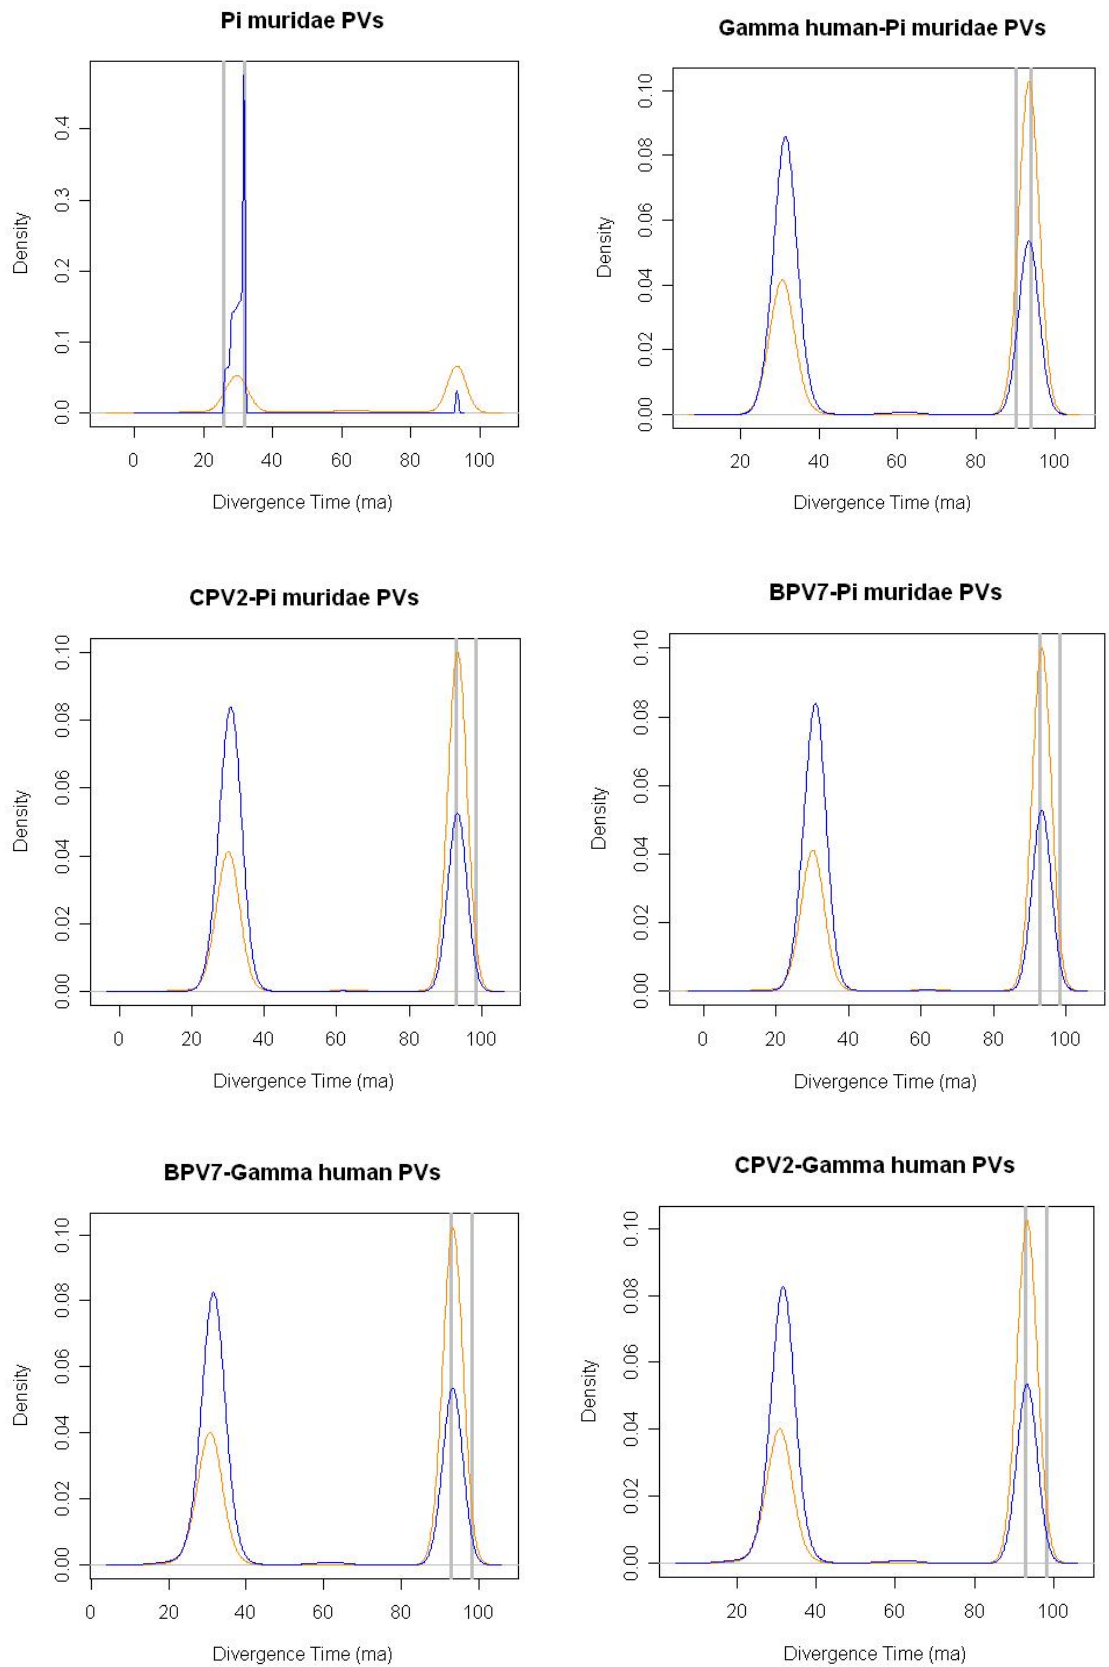 Pi muridae PVs
Density
0.0 0.1 0.2 0.3 0.4
0 20 40 60 80 100
Divergence Time (ma)
Gamma human-Pi muridae PVs
Density
0.00 0.02 0.04 0.06 0.08 0.10
20 40 60 80 100
Divergence Time (ma)
CPV2-Pi muridae PVs
Density
0.00 0.02 0.04 0.06 0.08 0.10
0 20 40 60 80 100
Divergence Time (ma)
BPV7-Pi muridae PVs
Density
0.00 0.02 0.04 0.06 0.08 0.10
0 20 40 60 80 100
Divergence Time (ma)
BPV7-Gamma human PVs
Density
0.00 0.02 0.04 0.06 0.08 0.10
0 20 40 60 80 100
Divergence Time (ma)
CPV2-Gamma human PVs
Density
0.00 0.02 0.04 0.06 0.08 0.10
20 40 60 80 100
Divergence Time (ma)